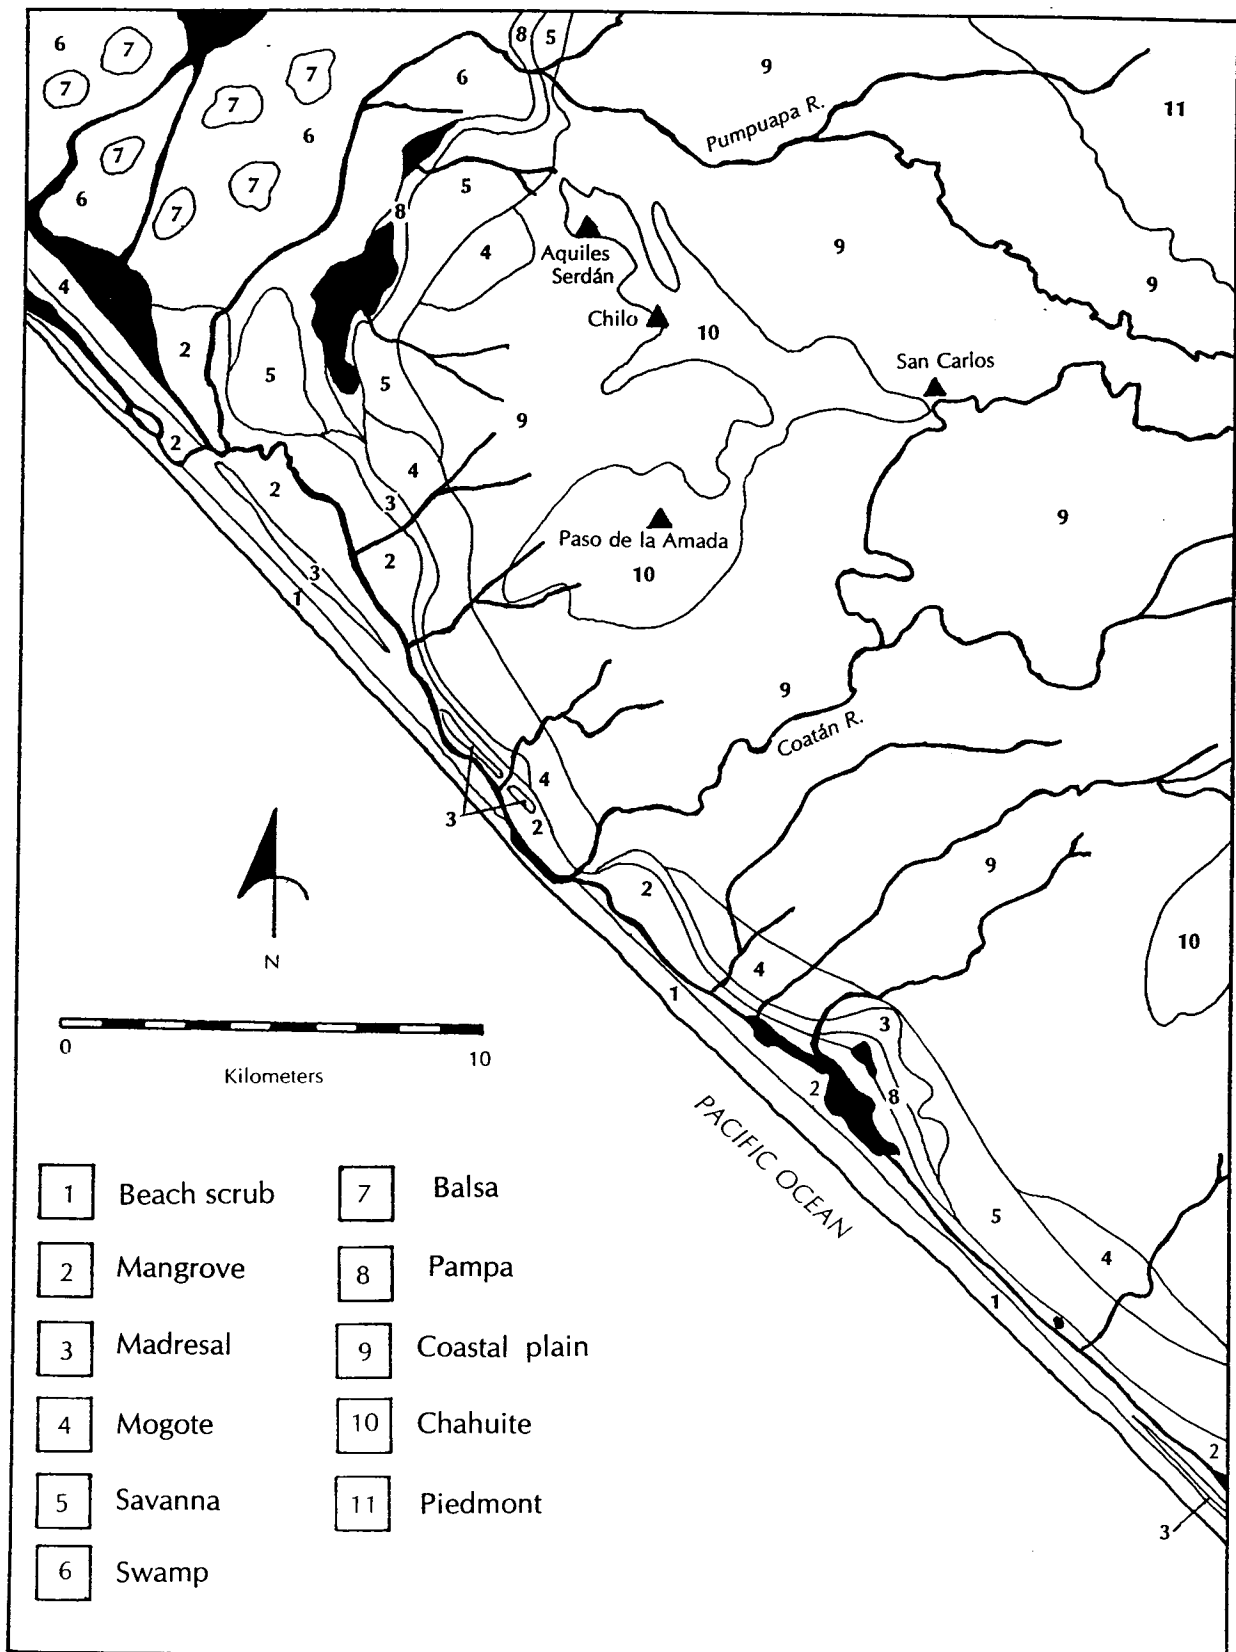 8 5
6 7
9
7
6
7
11
7
Pumpuapa R.
6
7
7
5
6
7
8
9
4
Aquiles
Serdán
9
4
Chilo
10
2
San Carlos
5
5
9
2
4
2
3
9
Paso de la Amada
2
3
10
1
9
Coatán R.
4
3
2
9
2
10
N
4
1
3
0
10
Kilometers
2
8
PACIFIC OCEAN
1 Beach scrub
2 Mangrove
3 Madresal
4 Mogote
5 Savanna
6 Swamp
7 Balsa
8 Pampa
9 Coastal plain
10 Chahuite
11 Piedmont
5
4
1
2
3